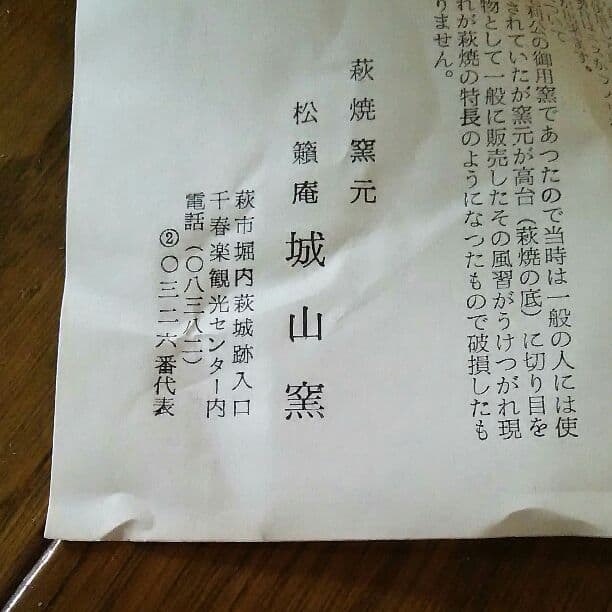 公の御用窯であつたので当時は一般の人には使
されていたが窯元が高台（萩焼の底）に切り目を
物として一般に販売したその風習がうけつがれ現
れが萩焼の特長のようになつたもので破損したも
りません。
萩焼窯元
松籟庵 城山窯
萩市堀内萩城跡入口
千春楽観光センター内
電話（〇八三八二）
②〇三二六番代表